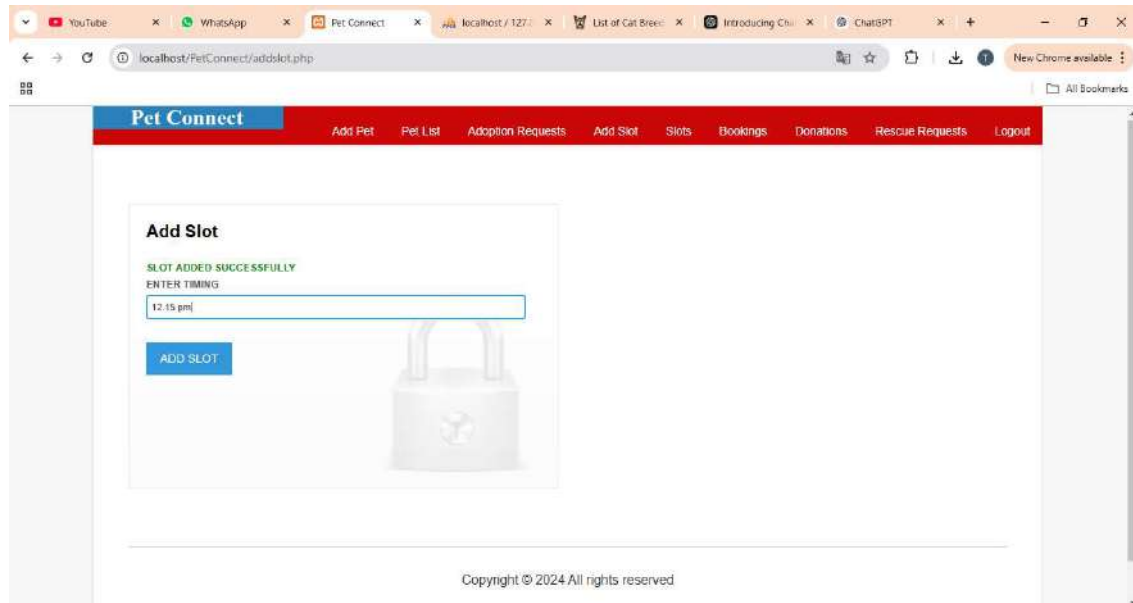 YouTube
WhatsApp
Pet Connect
localhost / 127.
List of Cat Breed
Introducing Cha
ChatGPT
localhost/PetConnect/addslot.php
T
New Chrome available
All Bookmarks
Pet Connect
Add Pet
Pet List
Adoption Requests
Add Slot
Slots
Bookings
Donations
Rescue Requests
Logout
Add Slot
SLOT ADDED SUCCESSFULLY
ENTER TIMING
12.15 pm
ADD SLOT
Copyright © 2024 All rights reserved